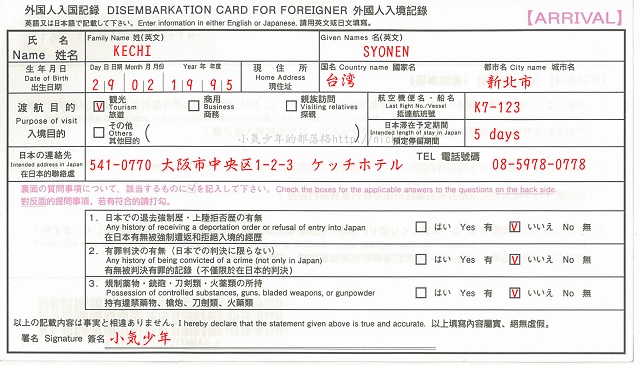 外国人入国記録 DISEMBARKATION CARD FOR FOREIGNER 外國人入境記錄
英語又は日本語で記載して下さい。 Enter information in either English or Japanese. 請用英文或日文填寫。
【ARRIVAL】
氏 名
Name 姓名
Family Name 姓(英文)
KECHI
Given Names 名(英文)
SYONEN
生 年 月 日
Date of Birth
出生日期
Day 日 日期 Month 月 月份 Year 年 年度
2 9 0 2 1 9 9 5
現 住 所
Home Address
現住址
国名 Country name 國家名
台湾
都市名 City name 城市名
新北市
渡 航 目 的
Purpose of visit
入境目的
V 観光
Tourism
旅遊
商用
Business
商務
親族訪問
Visiting relatives
探親
その他
Others
其他目的
( )
航空機便名・船名
Last flight No./Vessel
抵達航班號
K7-123
日本滞在予定期間
Intended length of stay in Japan
預定停留期間
5 days
小気少年的部落格http://nic
日本の連絡先
Intended address in Japan
在日本的聯絡處
541-0770 大阪市中央区1-2-3 ケッチホテル
TEL 電話號碼
08-5978-0778
裏面の質問事項について、該当するものに✓を記入して下さい。 Check the boxes for the applicable answers to the questions on the back side.
對反面的提問事項，若有符合的請打勾。
1. 日本での退去強制歴・上陸拒否歴の有無
Any history of receiving a deportation order or refusal of entry into Japan
在日本有無被強制遣返和拒絕入境的經歷
はい Yes 有 V いいえ No 無
2. 有罪判決の有無（日本での判決に限らない）
Any history of being convicted of a crime (not only in Japan)
有無被判決有罪的記錄（不僅限於在日本的判決）
はい Yes 有 V いいえ No 無
3. 規制薬物・銃砲・刀剣類・火薬類の所持
Possession of controlled substances, guns, bladed weapons, or gunpowder
持有違禁藥物、槍炮、刀劍類、火藥類
はい Yes 有 V いいえ No 無
以上の記載内容は事実と相違ありません。I hereby declare that the statement given above is true and accurate. 以上填寫內容屬實、絕無虛假。
署名 Signature 簽名 小気少年